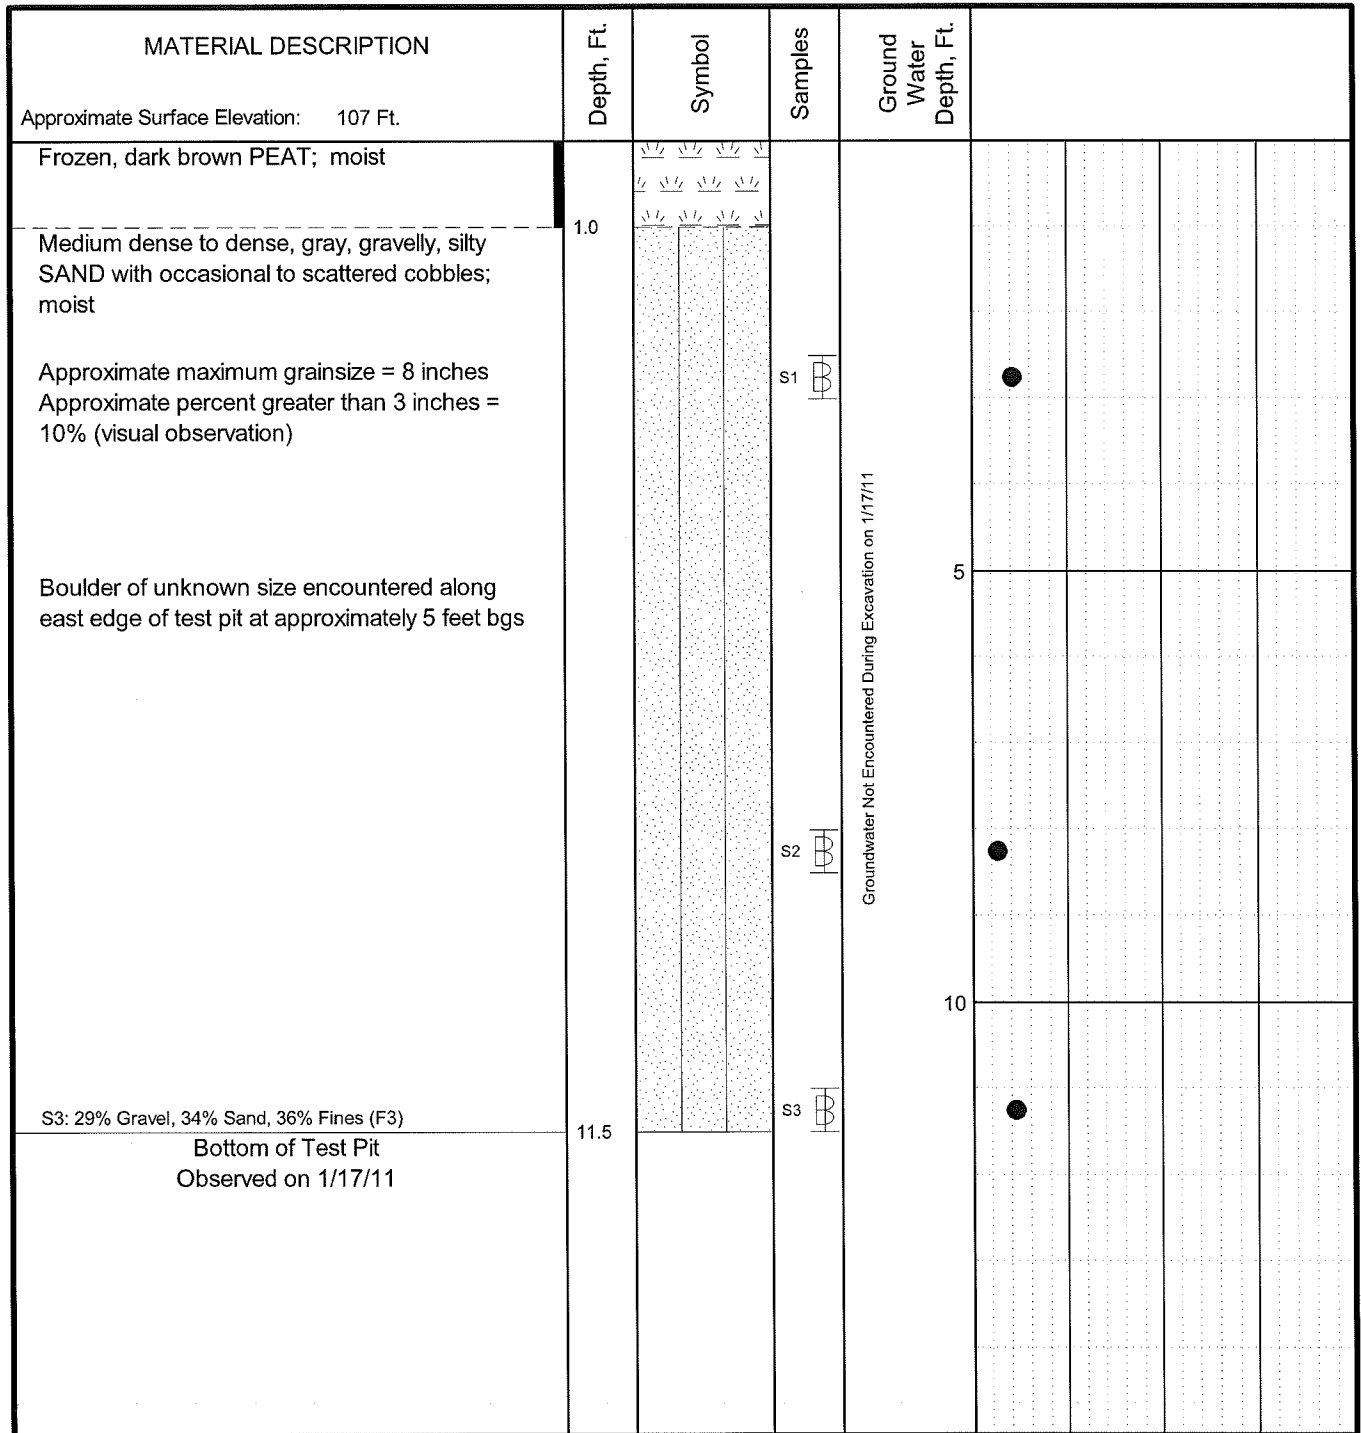 MATERIAL DESCRIPTION
Approximate Surface Elevation: 107 Ft.
Depth, Ft.
Symbol
Samples
Ground
Water
Depth, Ft.
Frozen, dark brown PEAT; moist
1.0
Medium dense to dense, gray, gravelly, silty
SAND with occasional to scattered cobbles;
moist
Approximate maximum grainsize = 8 inches
Approximate percent greater than 3 inches =
10% (visual observation)
S1 B
Groundwater Not Encountered During Excavation on 1/17/11
5
Boulder of unknown size encountered along
east edge of test pit at approximately 5 feet bgs
S2 B
10
S3: 29% Gravel, 34% Sand, 36% Fines (F3)
S3 B
11.5
Bottom of Test Pit
Observed on 1/17/11